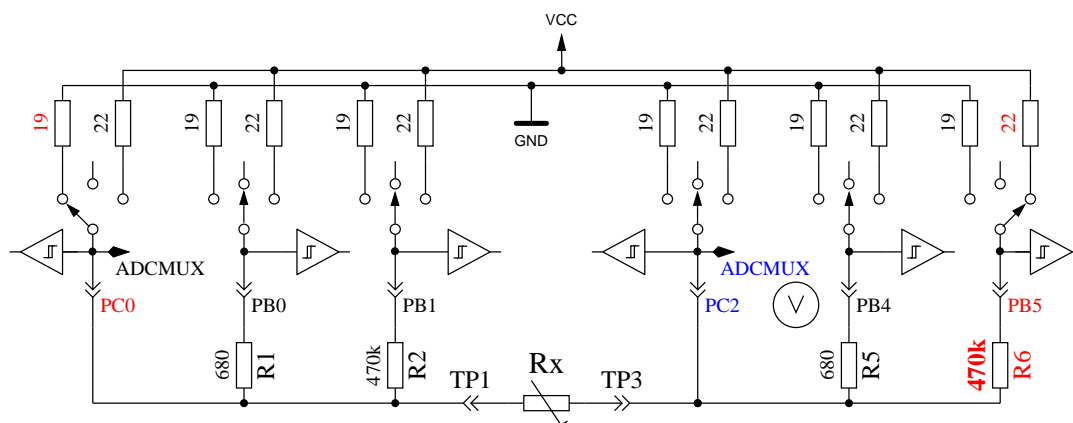 VCC
19
22
19
22
19
22
GND
19
22
19
22
19
22
ADCMUX
ADCMUX
PC0
PB0
PB1
PC2
V
PB4
PB5
680
R1
470k
R2
TP1
Rx
TP3
680
R5
470k
R6